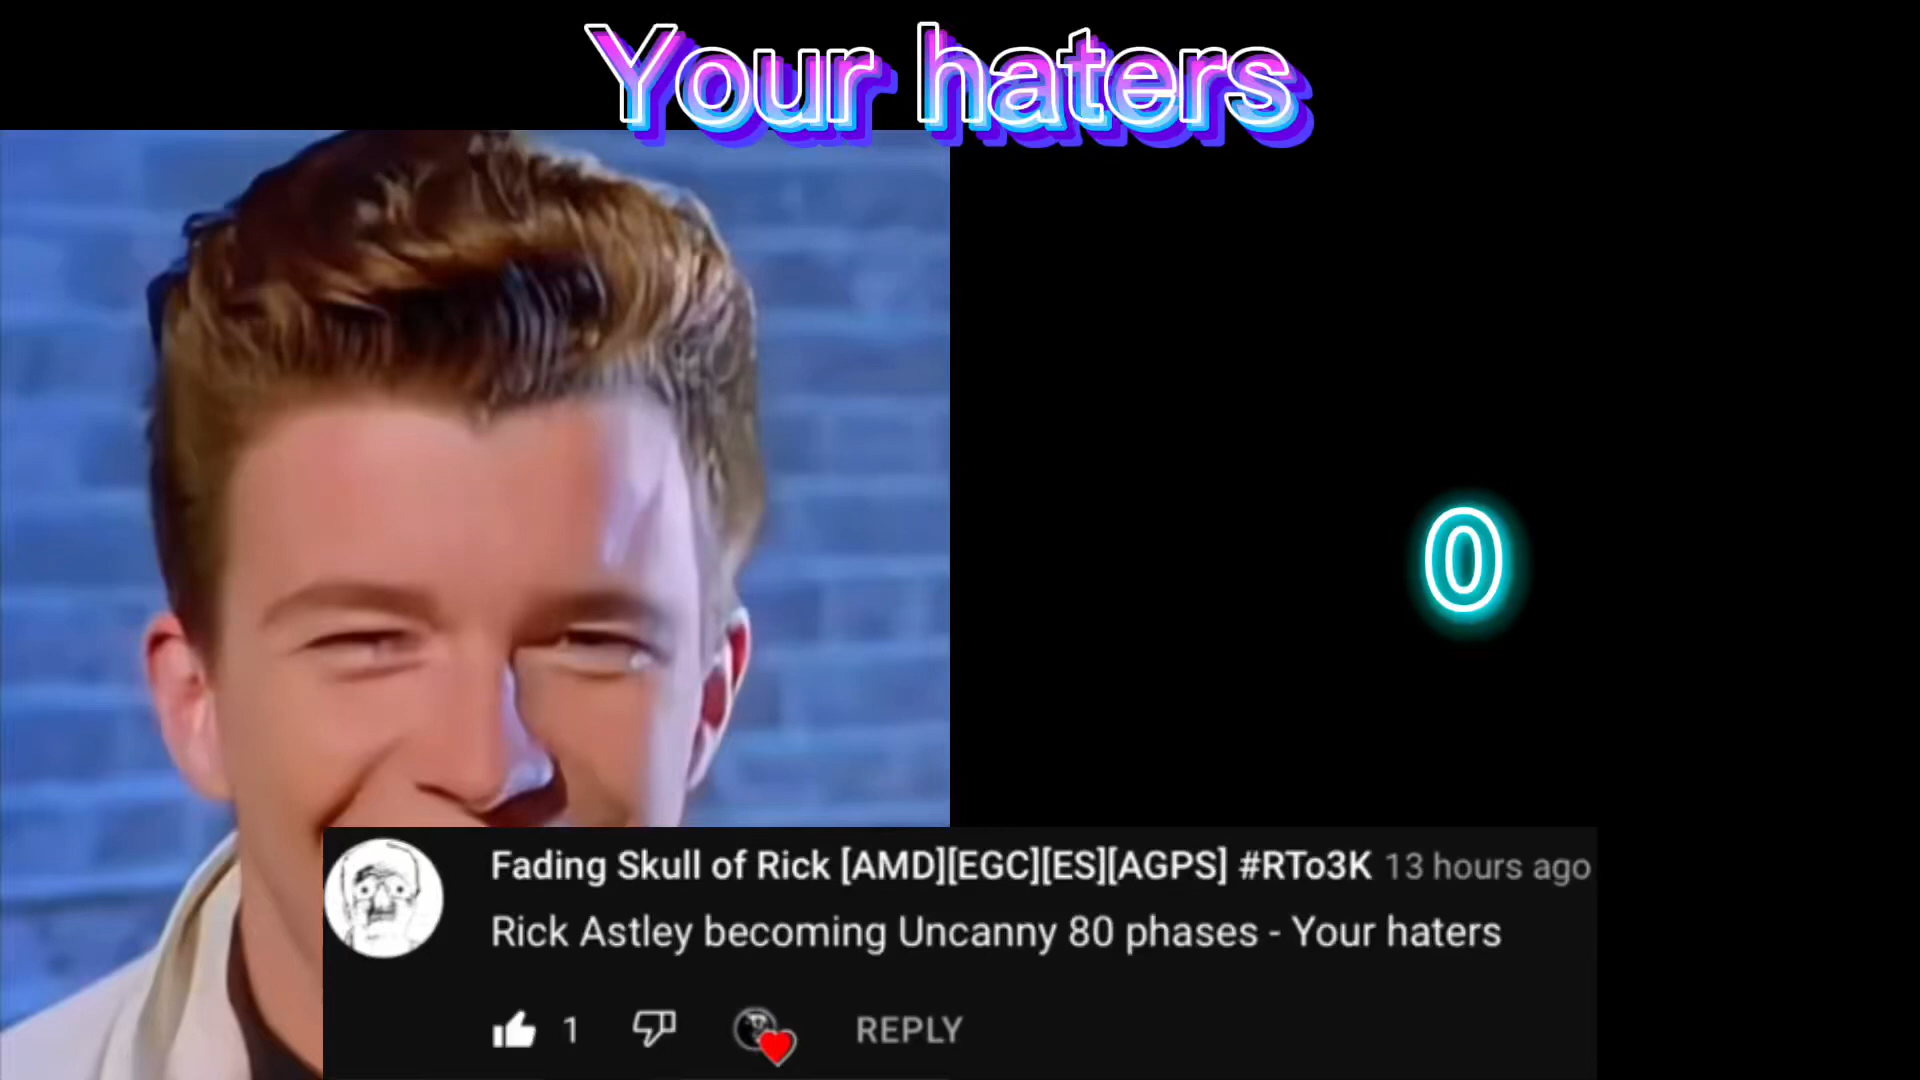 Your haters
0
Fading Skull of Rick [AMD][EGC][ES][AGPS] #RTo3K 13 hours ago
Rick Astley becoming Uncanny 80 phases - Your haters
1
REPLY